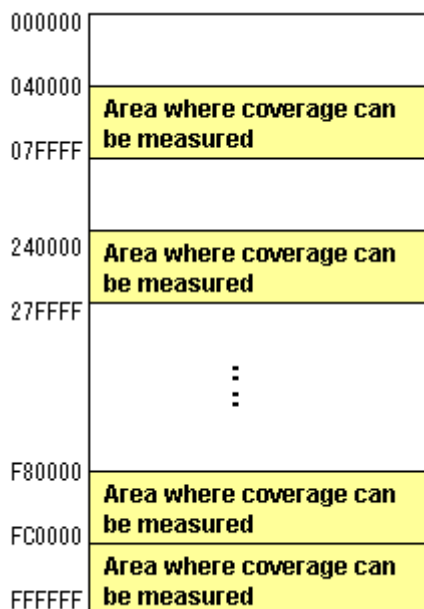 000000
040000
Area where coverage can
be measured
07FFFF
240000
Area where coverage can
be measured
27FFFF
F80000
Area where coverage can
be measured
FC0000
Area where coverage can
be measured
FFFFFF